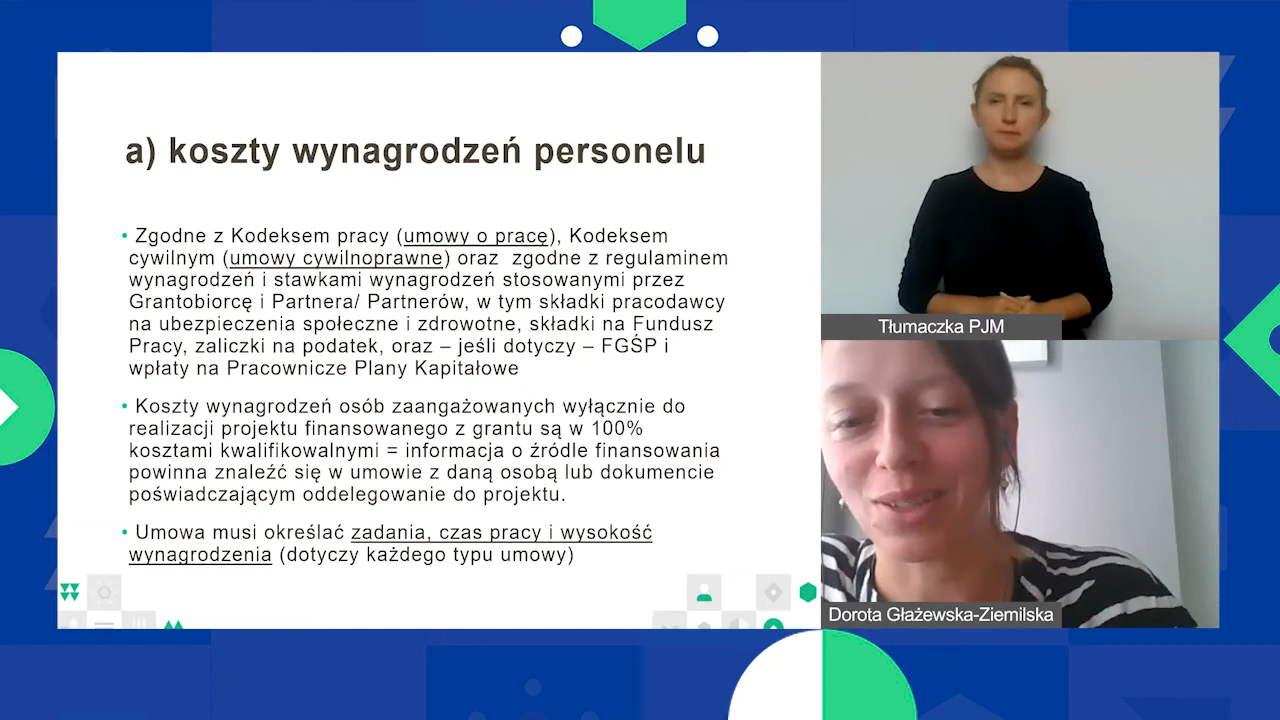 a) koszty wynagrodzeń personelu
• Zgodne z Kodeksem pracy (umowy o pracę), Kodeksem
cywilnym (umowy cywilnoprawne) oraz zgodne z regulaminem
wynagrodzeń i stawkami wynagrodzeń stosowanymi przez
Grantobiorcę i Partnera/ Partnerów, w tym składki pracodawcy
na ubezpieczenia społeczne i zdrowotne, składki na Fundusz
Pracy, zaliczki na podatek, oraz – jeśli dotyczy – FGŚP i
wpłaty na Pracownicze Plany Kapitałowe
• Koszty wynagrodzeń osób zaangażowanych wyłącznie do
realizacji projektu finansowanego z grantu są w 100%
kosztami kwalifikowalnymi = informacja o źródle finansowania
powinna znaleźć się w umowie z daną osobą lub dokumencie
poświadczającym oddelegowanie do projektu.
• Umowa musi określać zadania, czas pracy i wysokość
wynagrodzenia (dotyczy każdego typu umowy)
Tłumaczka PJM
Dorota Głażewska-Ziemilska